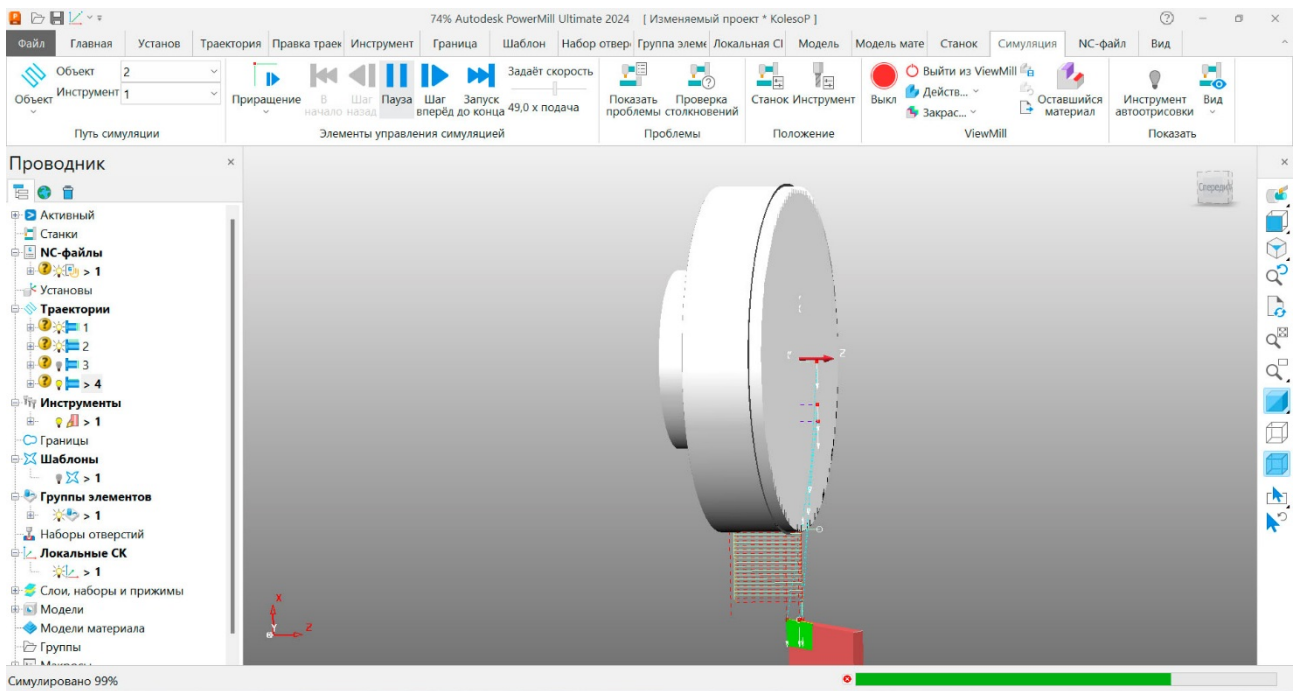 74% Autodesk PowerMill Ultimate 2024 [ Изменяемый проект * KolesoP ]
Файл Главная Установ Траектория Правка траек Инструмент Граница Шаблон Набор отвер Группа элеме Локальная СІ Модель Модель мате Станок Симуляция NC-файл Вид
Объект
Объект 2
Инструмент 1
Путь симуляции
Приращение
В начало
Шаг назад
Пауза
Шаг вперёд
Запуск до конца
Задаёт скорость
49,0 x подача
Элементы управления симуляцией
Показать проблемы
Проверка столкновений
Проблемы
Станок Инструмент
Положение
Выкл
Выйти из ViewMill
Действ...
Закрас...
Оставшийся материал
ViewMill
Инструмент автоотрисовки
Вид
Показать
Проводник
Активный
Станки
NC-файлы
> 1
Установы
Траектории
1
2
3
> 4
Инструменты
> 1
Границы
Шаблоны
> 1
Группы элементов
> 1
Наборы отверстий
Локальные СК
> 1
Слои, наборы и прижимы
Модели
Модели материала
Группы
Макросы
Спереди
Z
X
Y
Z
Симулировано 99%